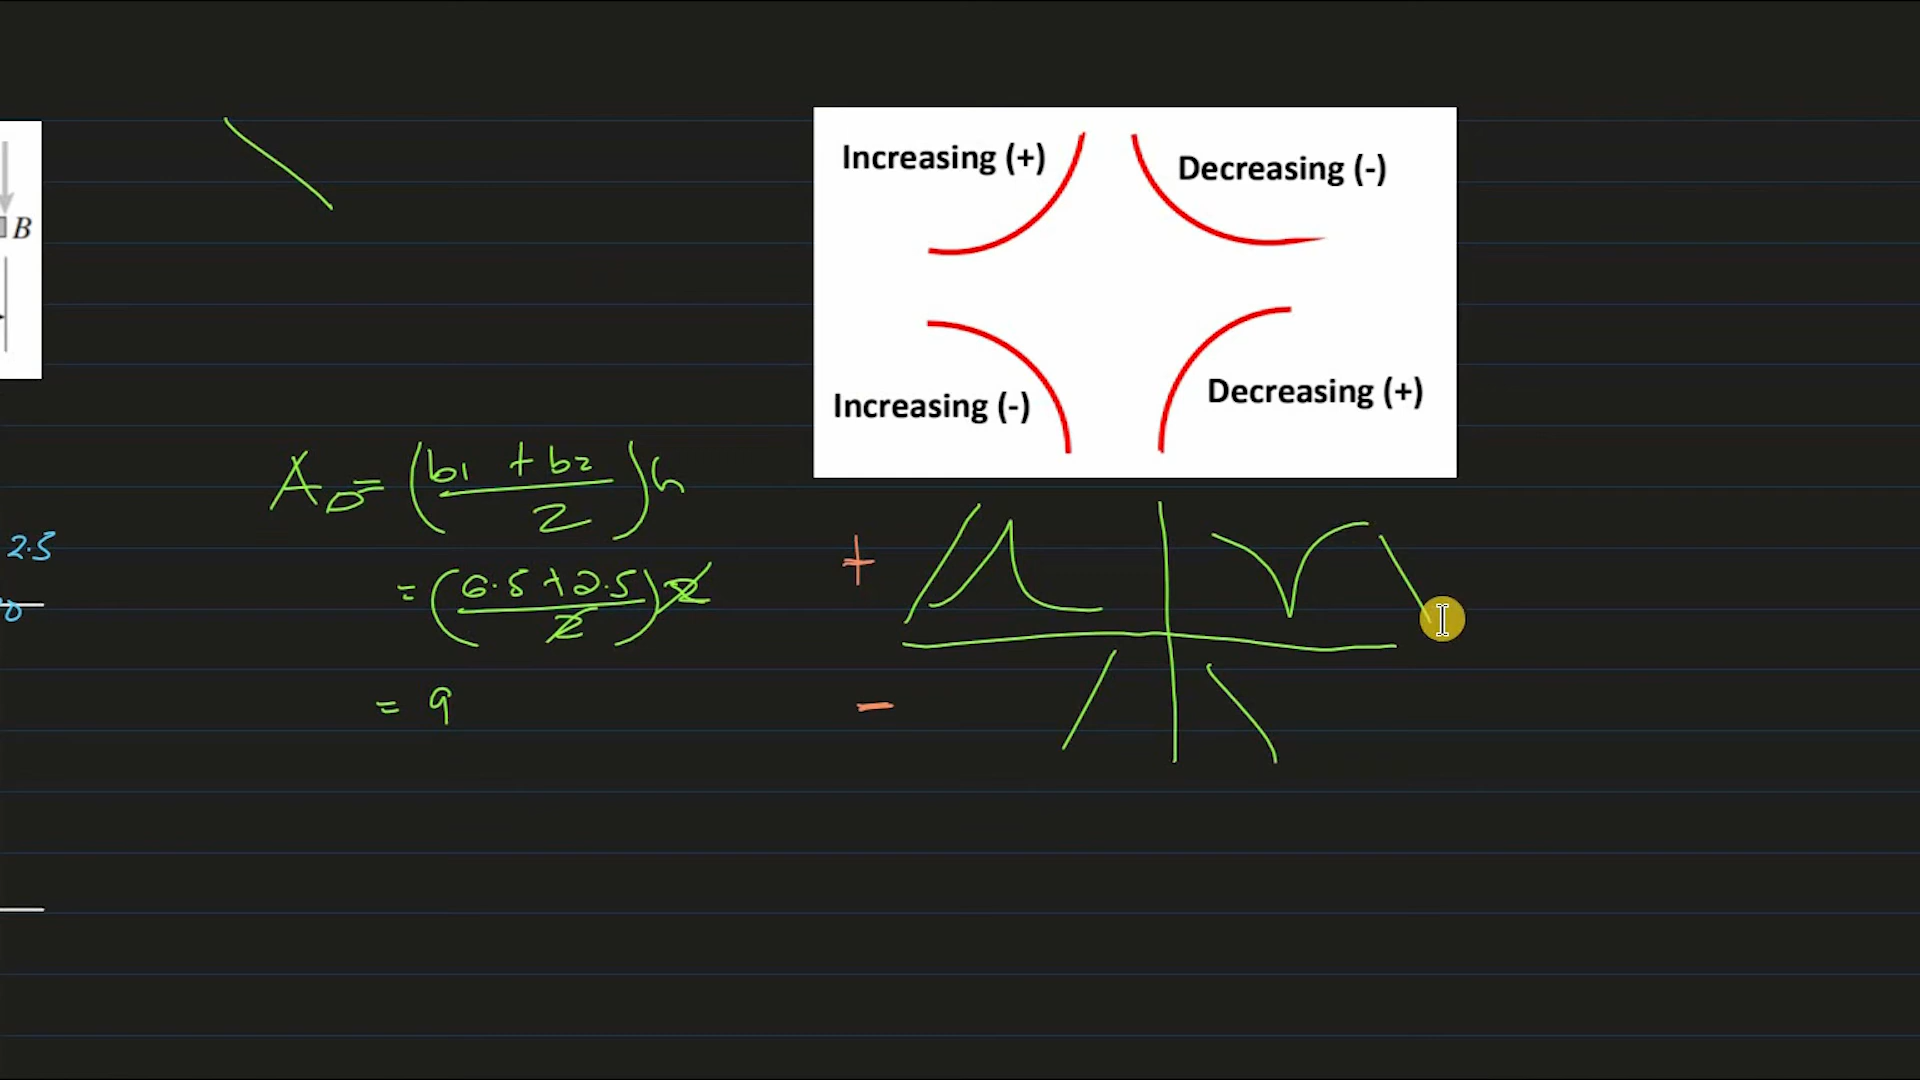 B
Increasing (+)
Decreasing (-)
Increasing (-)
Decreasing (+)
A = (b1 + b2 / 2) h
2.5
= (6.5 + 2.5 / 2) 2
= 9
+
-